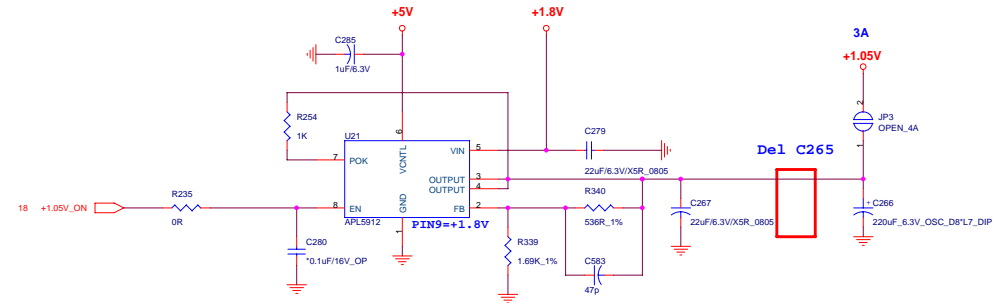 +5V
+1.8V
3A
+1.05V
C285
1uF/6.3V
R254
1K
2
JP3
OPEN_4A
1
U21
6
VCNTL
7
POK
VIN
5
C279
22uF/6.3V/X5R_0805
Del C265
OUTPUT
3
OUTPUT
4
R235
0R
18
+1.05V_ON
8
EN
GND
FB
2
APL5912
1
PIN9=+1.8V
R340
536R_1%
C267
22uF/6.3V/X5R_0805
+
C266
220uF_6.3V_OSC_D8*L7_DIP
C280
*0.1uF/16V_OP
R339
1.69K_1%
C583
47p